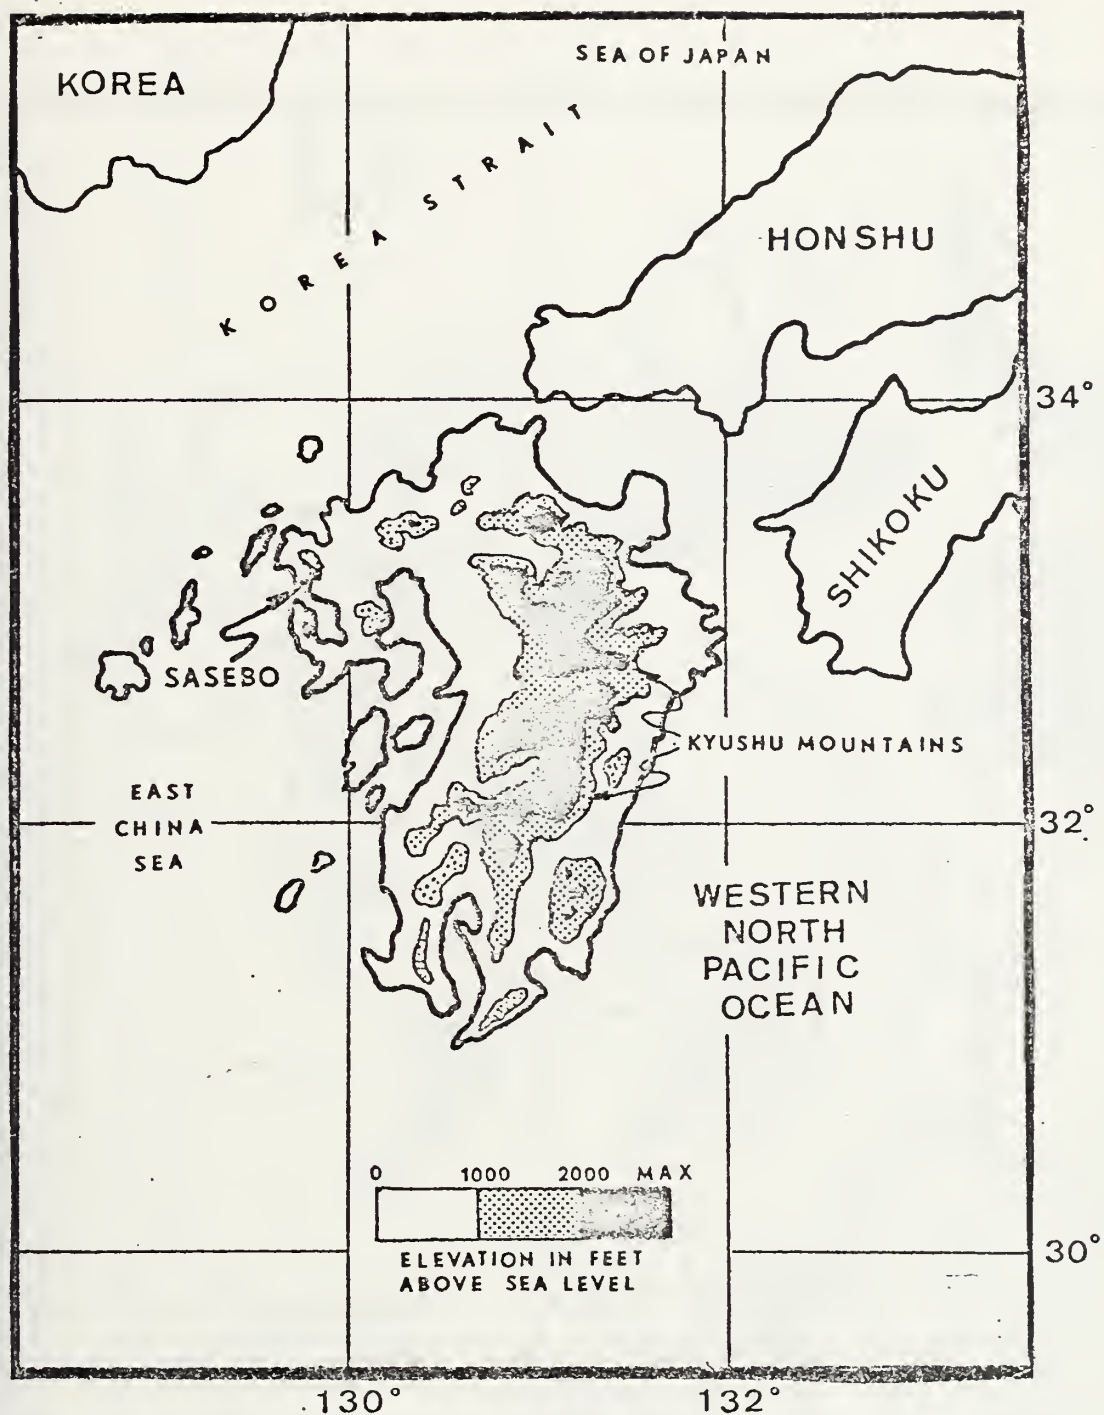 SEA OF JAPAN
KOREA
KOREA STRAIT
HONSHU
34°
SHIKOKU
SASEBO
KYUSHU MOUNTAINS
EAST
CHINA
SEA
32°
WESTERN
NORTH
PACIFIC
OCEAN
0 1000 2000 MAX
ELEVATION IN FEET
ABOVE SEA LEVEL
30°
130° 132°